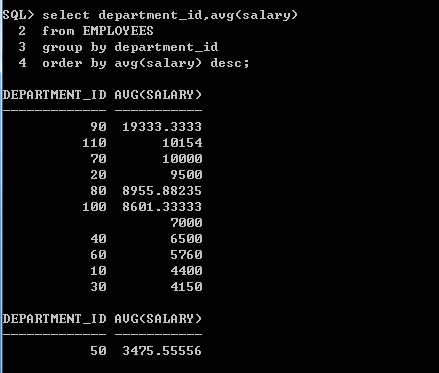 SQL> select department_id,avg(salary)
2 from EMPLOYEES
3 group by department_id
4 order by avg(salary) desc;
DEPARTMENT_ID AVG(SALARY)
------------- -----------
90 19333.3333
110 10154
70 10000
20 9500
80 8955.88235
100 8601.33333
7000
40 6500
60 5760
10 4400
30 4150
DEPARTMENT_ID AVG(SALARY)
------------- -----------
50 3475.55556